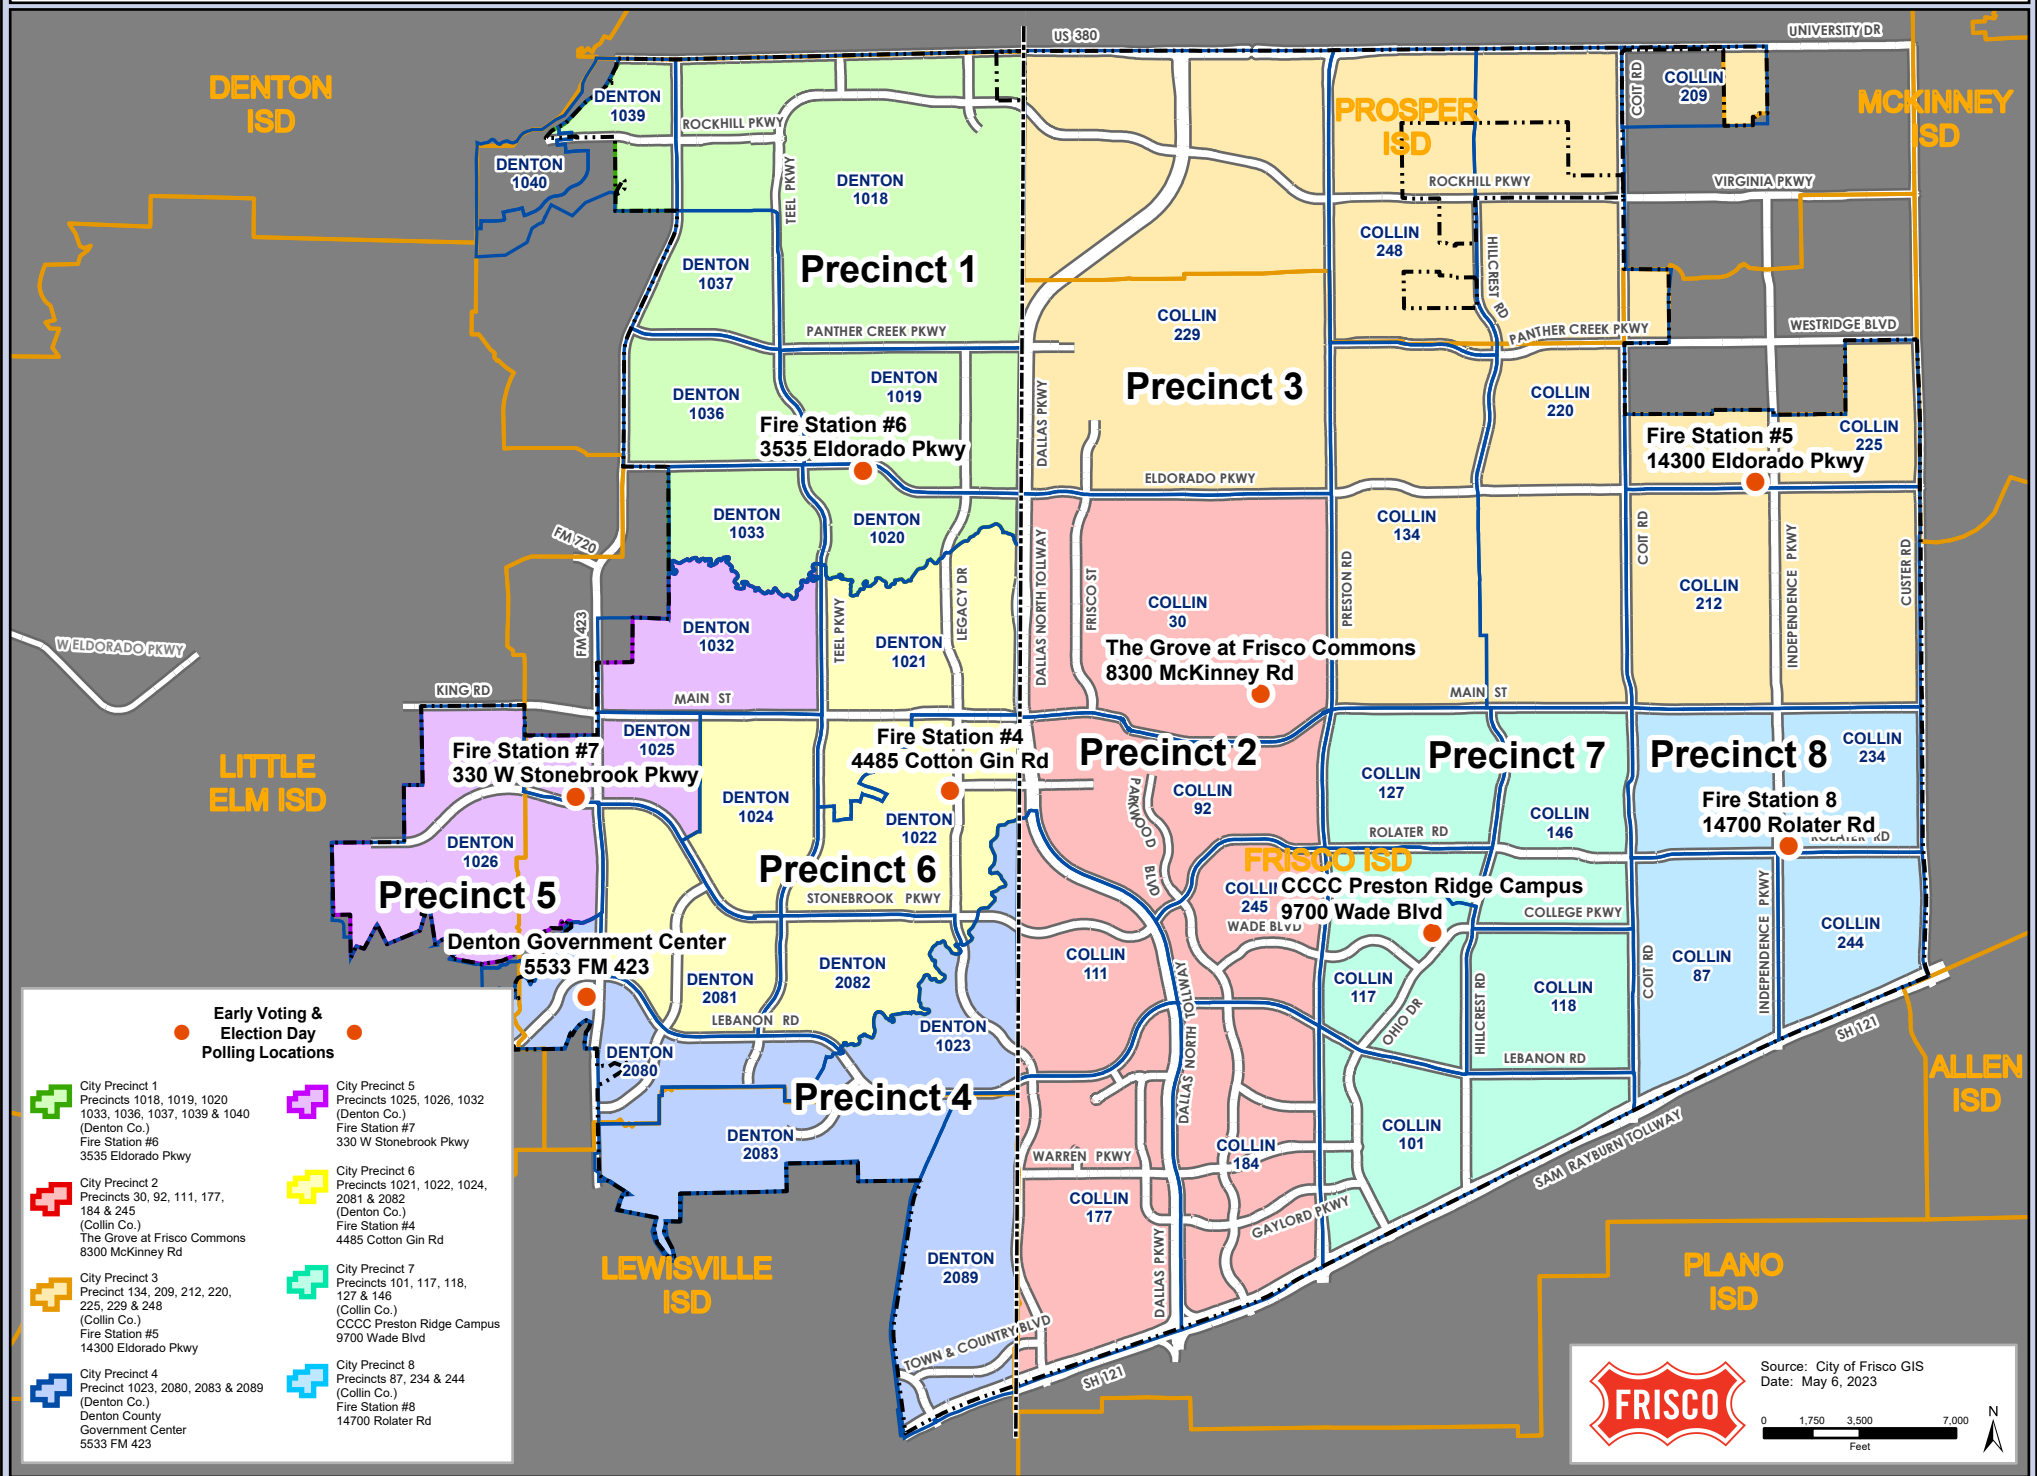 US 380
UNIVERSITY DR
DENTON
ISD
DENTON
1039
COIT RD
COLLIN
209
MCKINNEY
ISD
PROSPER
ISD
ROCKHILL PKWY
DENTON
1040
TEEL PKWY
DENTON
1018
ROCKHILL PKWY
VIRGINIA PKWY
COLLIN
248
HILLCREST RD
DENTON
1037
Precinct 1
COLLIN
229
PANTHER CREEK PKWY
PANTHER CREEK PKWY
WESTRIDGE BLVD
DENTON
1036
DENTON
1019
DALLAS PKWY
Precinct 3
COLLIN
220
Fire Station #6
3535 Eldorado Pkwy
Fire Station #5
14300 Eldorado Pkwy
COLLIN
225
ELDORADO PKWY
DENTON
1033
DENTON
1020
COLLIN
134
FM 720
DALLAS NORTH TOLLWAY
FRISCO ST
PRESTON RD
COIT RD
INDEPENDENCE PKWY
CUSTER RD
COLLIN
212
LEGACY DR
TEEL PKWY
FM 423
DENTON
1032
DENTON
1021
COLLIN
30
The Grove at Frisco Commons
8300 McKinney Rd
W ELDORADO PKWY
KING RD
MAIN ST
MAIN ST
DENTON
1025
Fire Station #7
330 W Stonebrook Pkwy
Fire Station #4
4485 Cotton Gin Rd
Precinct 2
Precinct 7
Precinct 8
COLLIN
234
LITTLE
ELM ISD
DENTON
1024
DENTON
1022
COLLIN
92
PARKWOOD BLVD
COLLIN
127
COLLIN
146
Fire Station 8
14700 Rolater Rd
ROLATER RD
ROLATER RD
DENTON
1026
Precinct 5
Precinct 6
STONEBROOK PKWY
FRISCO ISD
COLLIN
245
CCCC Preston Ridge Campus
9700 Wade Blvd
WADE BLVD
COLLEGE PKWY
INDEPENDENCE PKWY
COLLIN
244
Denton Government Center
5533 FM 423
DENTON
2081
DENTON
2082
COLLIN
111
COLLIN
87
COIT RD
COLLIN
117
COLLIN
118
HILLCREST RD
OHIO DR
DALLAS NORTH TOLLWAY
LEBANON RD
DENTON
1023
LEBANON RD
SH 121
DENTON
2080
Precinct 4
ALLEN
ISD
DENTON
2083
COLLIN
101
COLLIN
184
WARREN PKWY
SAM RAYBURN TOLLWAY
COLLIN
177
GAYLORD PKWY
DALLAS PKWY
DENTON
2089
LEWISVILLE
ISD
PLANO
ISD
TOWN & COUNTRY BLVD
SH 121
Early Voting &
Election Day
Polling Locations
City Precinct 1
Precincts 1018, 1019, 1020
1033, 1036, 1037, 1039 & 1040
(Denton Co.)
Fire Station #6
3535 Eldorado Pkwy
City Precinct 2
Precincts 30, 92, 111, 177,
184 & 245
(Collin Co.)
The Grove at Frisco Commons
8300 McKinney Rd
City Precinct 3
Precinct 134, 209, 212, 220,
225, 229 & 248
(Collin Co.)
Fire Station #5
14300 Eldorado Pkwy
City Precinct 4
Precinct 1023, 2080, 2083 & 2089
(Denton Co.)
Denton County
Government Center
5533 FM 423
City Precinct 5
Precincts 1025, 1026, 1032
(Denton Co.)
Fire Station #7
330 W Stonebrook Pkwy
City Precinct 6
Precincts 1021, 1022, 1024,
2081 & 2082
(Denton Co.)
Fire Station #4
4485 Cotton Gin Rd
City Precinct 7
Precincts 101, 117, 118,
127 & 146
(Collin Co.)
CCCC Preston Ridge Campus
9700 Wade Blvd
City Precinct 8
Precincts 87, 234 & 244
(Collin Co.)
Fire Station #8
14700 Rolater Rd
FRISCO
Source: City of Frisco GIS
Date: May 6, 2023
0 1,750 3,500 7,000
Feet
N